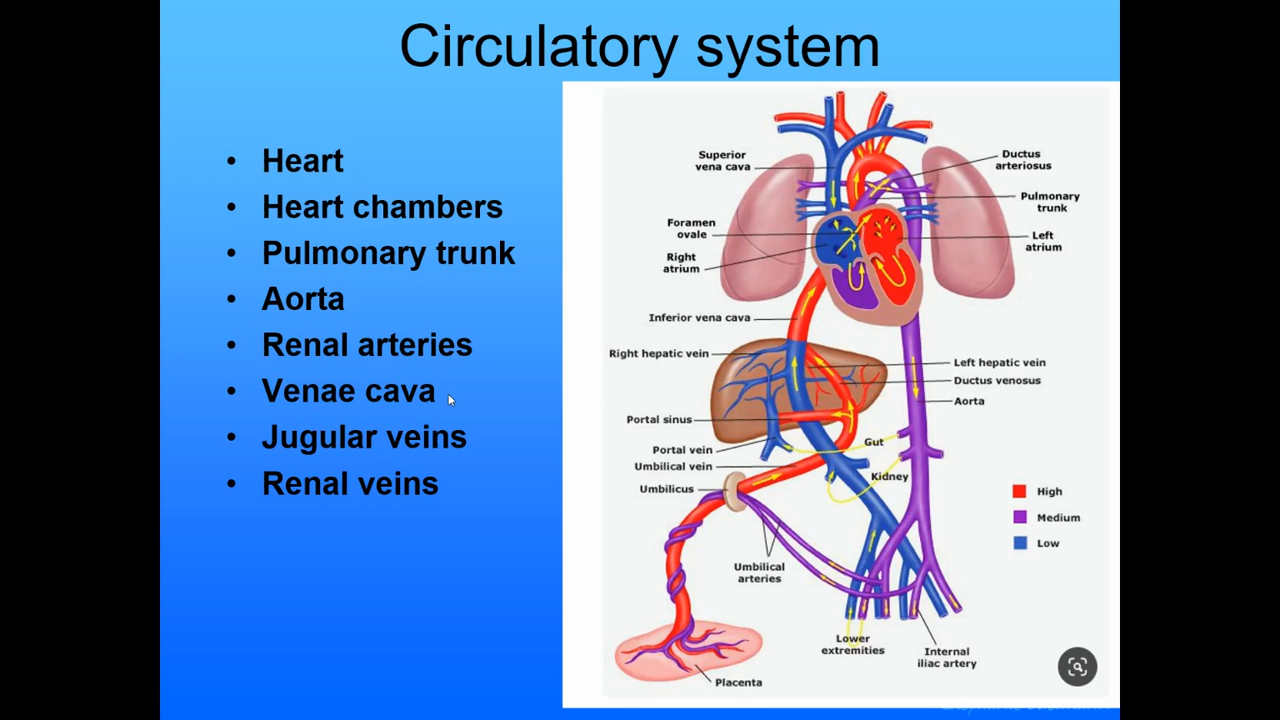 Circulatory system
• Heart
• Heart chambers
• Pulmonary trunk
• Aorta
• Renal arteries
• Venae cava
• Jugular veins
• Renal veins
Superior
vena cava
Ductus
arteriosus
Pulmonary
trunk
Foramen
ovale
Left
atrium
Right
atrium
Inferior vena cava
Right hepatic vein
Left hepatic vein
Ductus venosus
Aorta
Portal sinus
Gut
Portal vein
Umbilical vein
Kidney
Umbilicus
High
Medium
Low
Umbilical
arteries
Lower
extremities
Internal
iliac artery
Placenta